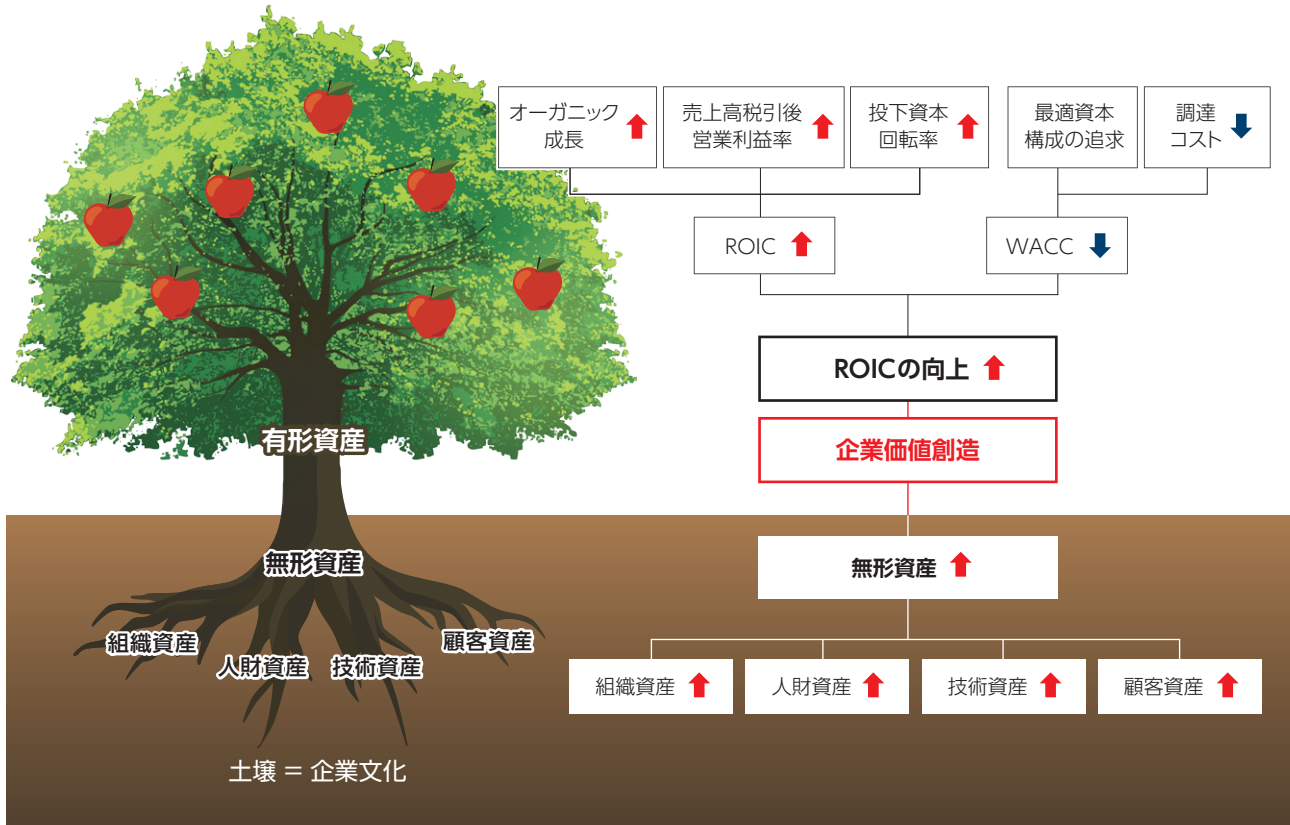 オーガニック
成長
売上高税引後
営業利益率
投下資本
回転率
最適資本
構成の追求
調達
コスト
ROIC
WACC
ROICの向上
企業価値創造
有形資産
無形資産
組織資産
人財資産
技術資産
顧客資産
土壌 = 企業文化
無形資産
組織資産
人財資産
技術資産
顧客資産